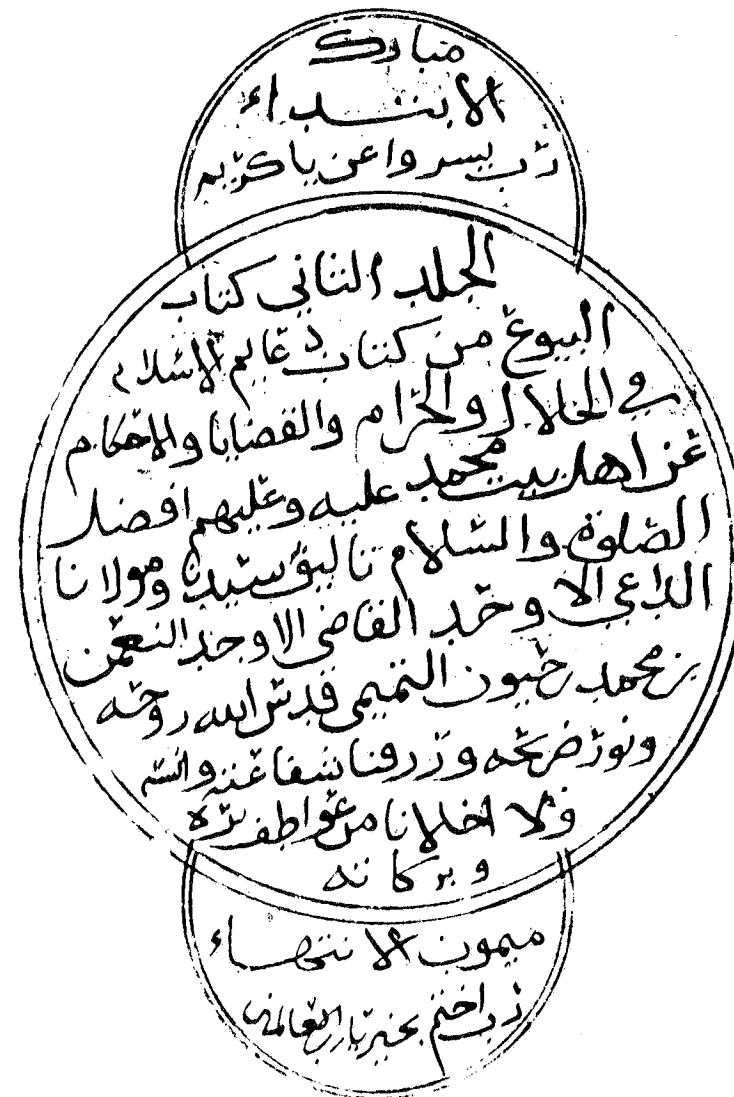 مبارك
الابتداء
رب يسر واعن يا كريم
الجلد الثاني كتاب
البيوع من كتاب دعائم الاسلام
في الحلال والحرام والقضايا والاحكام
عن اهل بيت محمد عليه وعليهم افضل
الصلوة والسلام تاليف سيدنا ومولانا
الداعي الاوحد القاضي الاوحد النعمن
بن محمد حيون التميمي قدس الله روحه
ونور ضريحه ورزقنا شفاعته وانسه
ولا اخلانا من عواطف بره
وبركاته
ميمون الانتهاء
رب اختم بخير يا رب العالمين